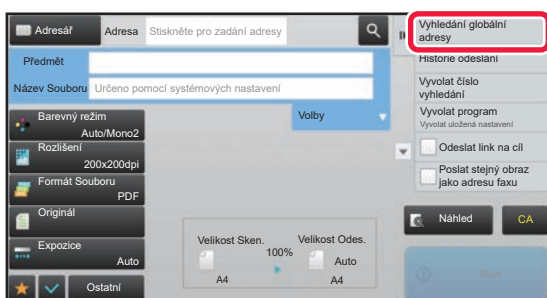 Adresář
Adresa
Stiskněte pro zadání adresy
Předmět
Název Souboru
Určeno pomocí systémových nastavení
Barevný režim
Auto/Mono2
Rozlišení
200x200dpi
Formát Souboru
PDF
Originál
Expozice
Auto
Ostatní
Volby
Velikost Sken.
100%
Velikost Odes.
A4
Auto
A4
Vyhledání globální
adresy
Historie odeslání
Vyvolat číslo
vyhledání
Vyvolat program
Vyvolat uložená nastavení
Odeslat link na cíl
Poslat stejný obraz
jako adresu faxu
Náhled
CA
Start